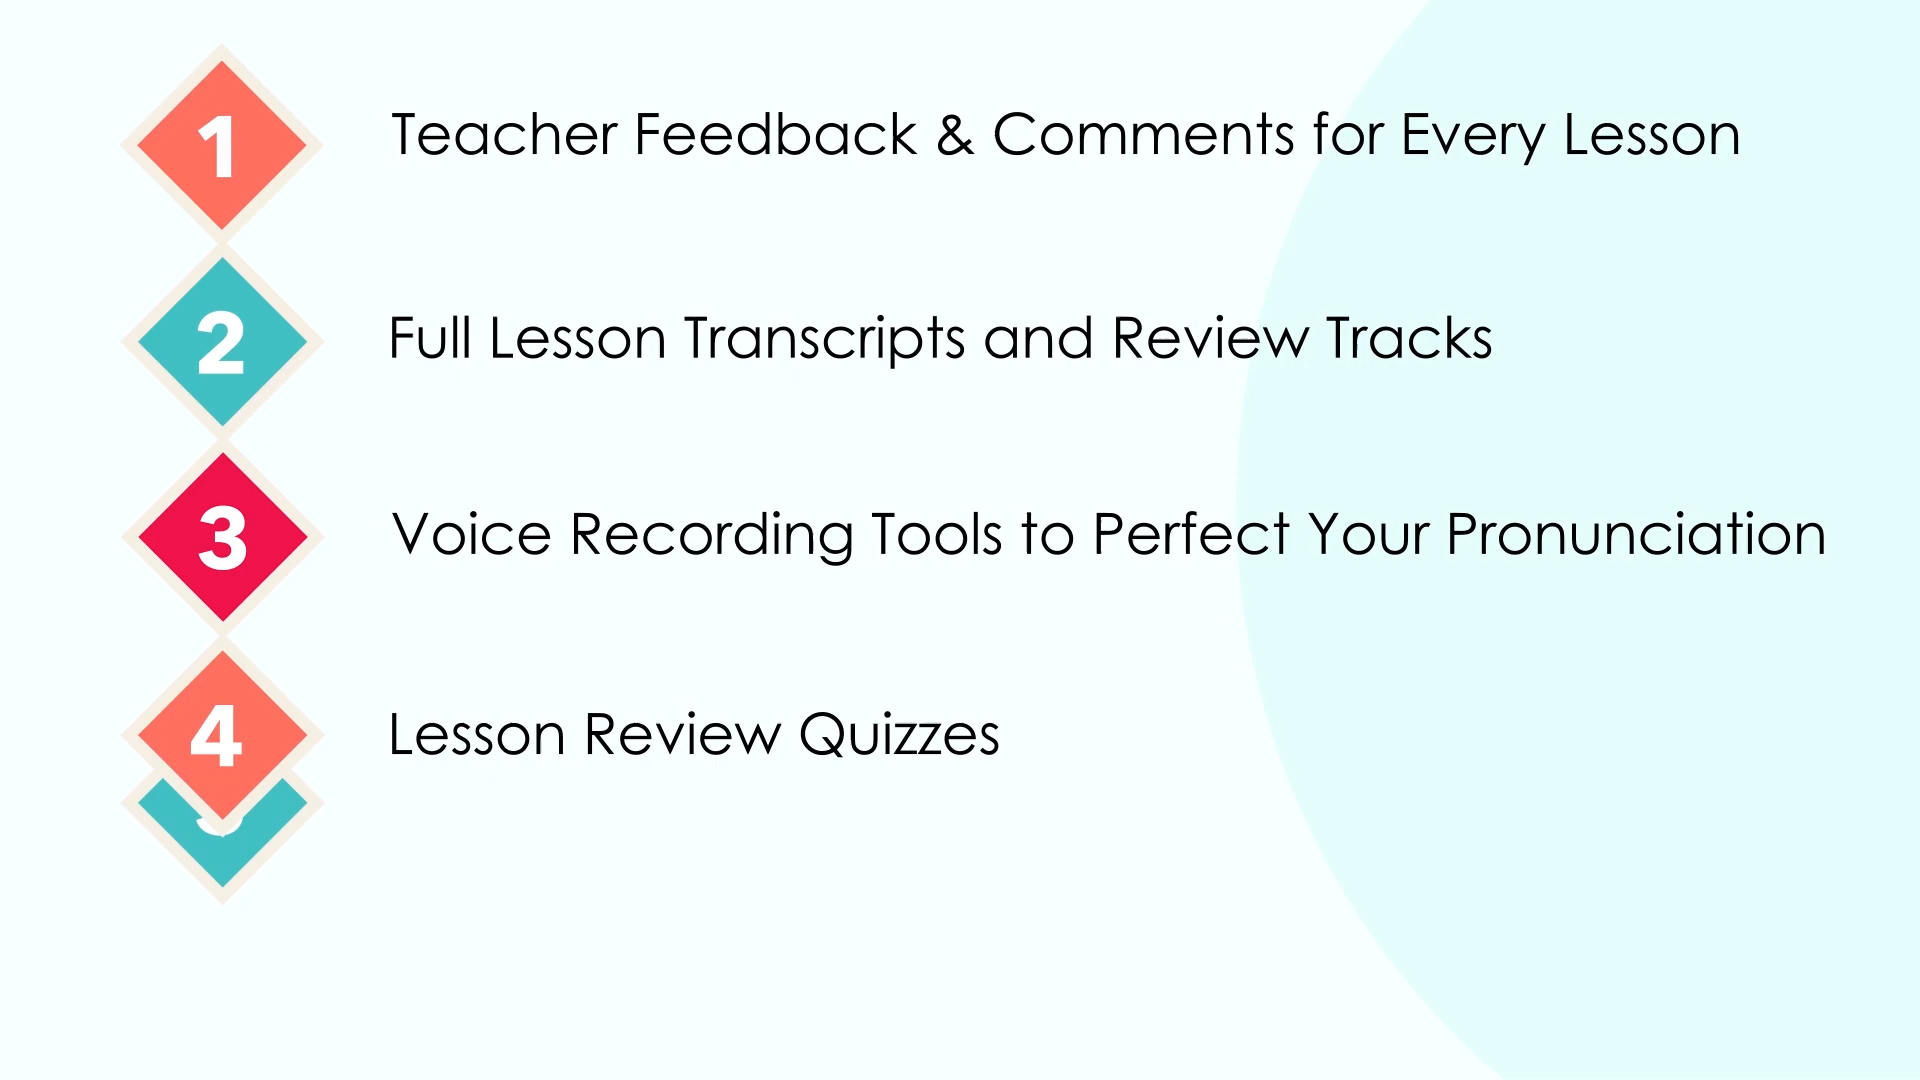 1 Teacher Feedback & Comments for Every Lesson
2 Full Lesson Transcripts and Review Tracks
3 Voice Recording Tools to Perfect Your Pronunciation
4 Lesson Review Quizzes